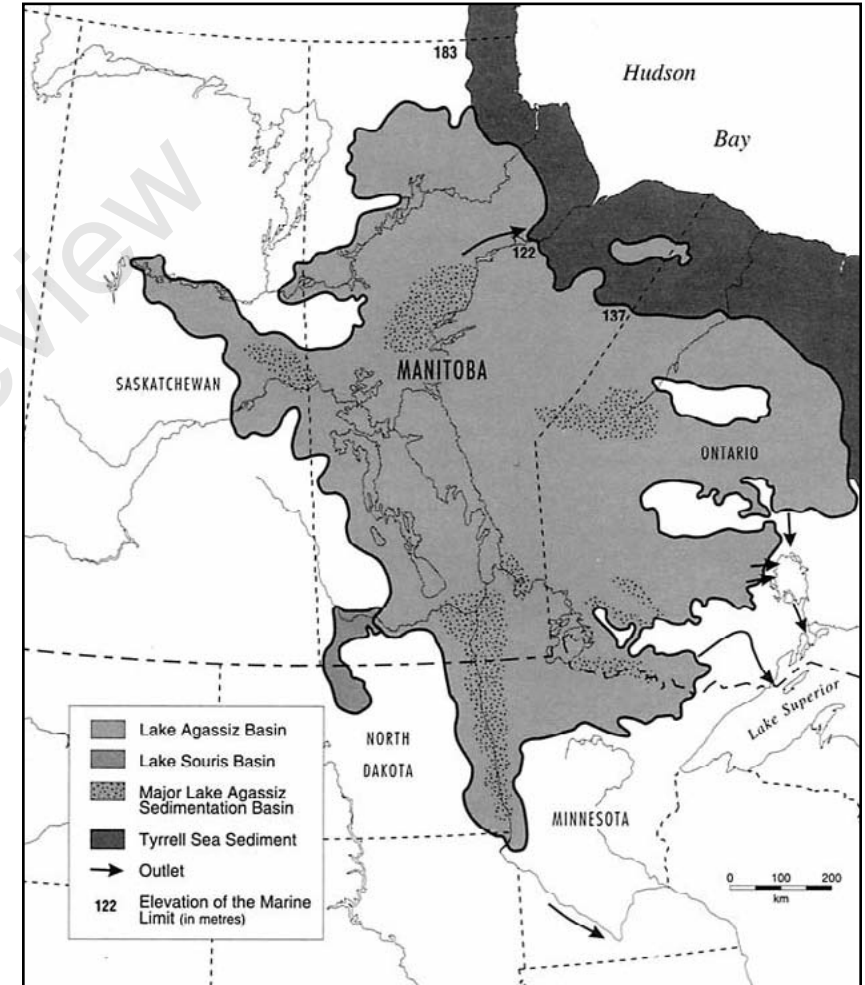 183
Hudson
Bay
122
137
MANITOBA
SASKATCHEWAN
ONTARIO
Lake Superior
NORTH
DAKOTA
MINNESOTA
Lake Agassiz Basin
Lake Souris Basin
Major Lake Agassiz
Sedimentation Basin
Tyrrell Sea Sediment
Outlet
122 Elevation of the Marine
Limit (in metres)
0 100 200
km